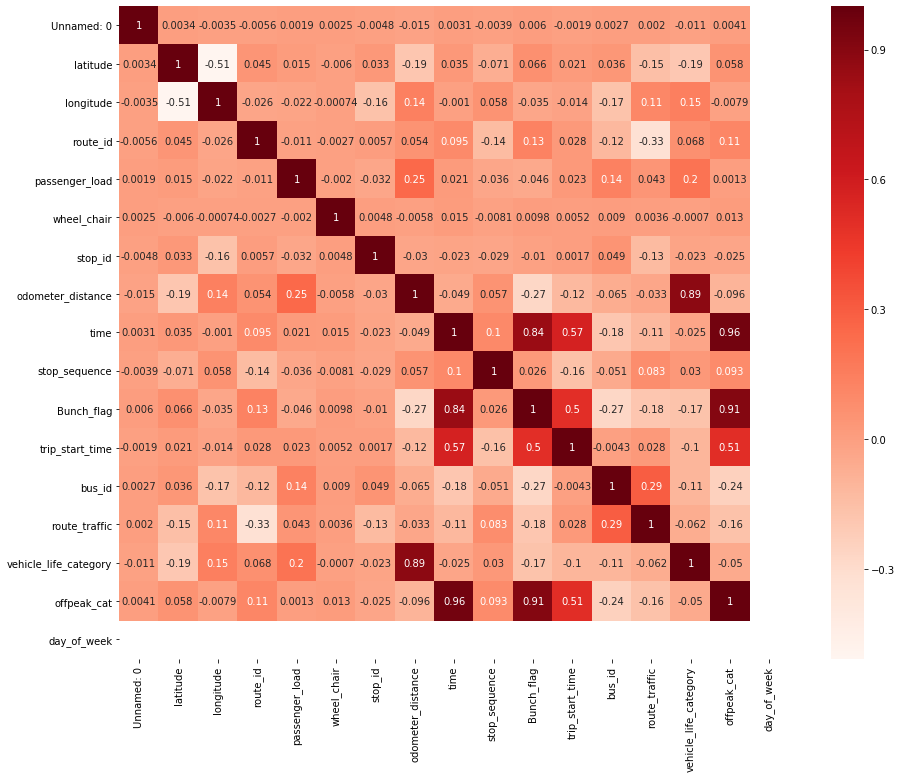 Unnamed: 0 1 0.0034 -0.0035 -0.0056 0.0019 0.0025 -0.0048 -0.015 0.0031 -0.0039 0.006 -0.0019 0.0027 0.002 -0.011 0.0041
0.9
latitude 0.0034 1 -0.51 0.045 0.015 -0.006 0.033 -0.19 0.035 -0.071 0.066 0.021 0.036 -0.15 -0.19 0.058
longitude -0.0035 -0.51 1 -0.026 -0.022 -0.00074 -0.16 0.14 -0.001 0.058 -0.035 -0.014 -0.17 0.11 0.15 -0.0079
route_id -0.0056 0.045 -0.026 1 -0.011 -0.0027 0.0057 0.054 0.095 -0.14 0.13 0.028 -0.12 -0.33 0.068 0.11
0.6
passenger_load 0.0019 0.015 -0.022 -0.011 1 -0.002 -0.032 0.25 0.021 -0.036 -0.046 0.023 0.14 0.043 0.2 0.0013
wheel_chair 0.0025 -0.006 -0.00074 -0.0027 -0.002 1 0.0048 -0.0058 0.015 -0.0081 0.0098 0.0052 0.009 0.0036 -0.0007 0.013
stop_id -0.0048 0.033 -0.16 0.0057 -0.032 0.0048 1 -0.03 -0.023 -0.029 -0.01 0.0017 0.049 -0.13 -0.023 -0.025
odometer_distance -0.015 -0.19 0.14 0.054 0.25 -0.0058 -0.03 1 -0.049 0.057 -0.27 -0.12 -0.065 -0.033 0.89 -0.096
0.3
time 0.0031 0.035 -0.001 0.095 0.021 0.015 -0.023 -0.049 1 0.1 0.84 0.57 -0.18 -0.11 -0.025 0.96
stop_sequence -0.0039 -0.071 0.058 -0.14 -0.036 -0.0081 -0.029 0.057 0.1 1 0.026 -0.16 -0.051 0.083 0.03 0.093
Bunch_flag 0.006 0.066 -0.035 0.13 -0.046 0.0098 -0.01 -0.27 0.84 0.026 1 0.5 -0.27 -0.18 -0.17 0.91
trip_start_time -0.0019 0.021 -0.014 0.028 0.023 0.0052 0.0017 -0.12 0.57 -0.16 0.5 1 -0.0043 0.028 -0.1 0.51
0.0
bus_id 0.0027 0.036 -0.17 -0.12 0.14 0.009 0.049 -0.065 -0.18 -0.051 -0.27 -0.0043 1 0.29 -0.11 -0.24
route_traffic 0.002 -0.15 0.11 -0.33 0.043 0.0036 -0.13 -0.033 -0.11 0.083 -0.18 0.028 0.29 1 -0.062 -0.16
vehicle_life_category -0.011 -0.19 0.15 0.068 0.2 -0.0007 -0.023 0.89 -0.025 0.03 -0.17 -0.1 -0.11 -0.062 1 -0.05
-0.3
offpeak_cat 0.0041 0.058 -0.0079 0.11 0.0013 0.013 -0.025 -0.096 0.96 0.093 0.91 0.51 -0.24 -0.16 -0.05 1
day_of_week
Unnamed: 0
latitude
longitude
route_id
passenger_load
wheel_chair
stop_id
odometer_distance
time
stop_sequence
Bunch_flag
trip_start_time
bus_id
route_traffic
vehicle_life_category
offpeak_cat
day_of_week